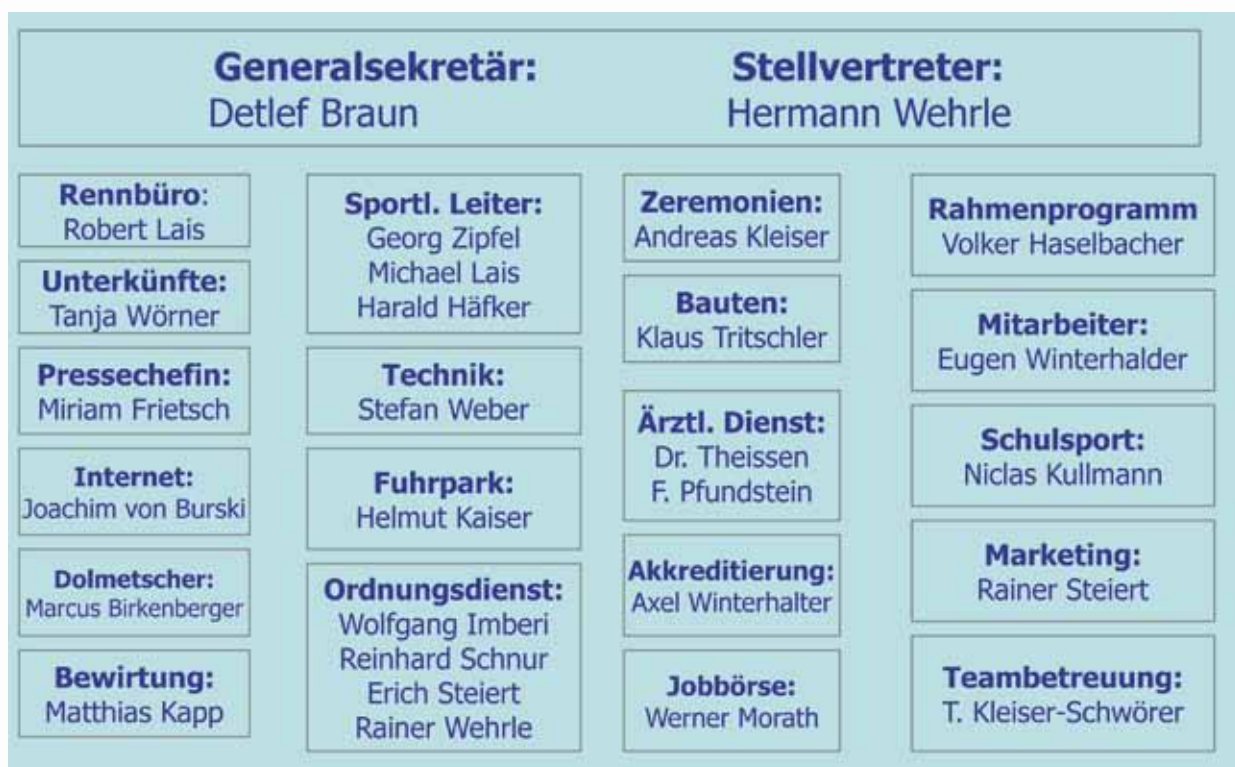 Generalsekretär:
Detlef Braun
Stellvertreter:
Hermann Wehrle
Rennbüro:
Robert Lais
Unterkünfte:
Tanja Wörner
Pressechefin:
Miriam Frietsch
Internet:
Joachim von Burski
Dolmetscher:
Marcus Birkenberger
Bewirtung:
Matthias Kapp
Sportl. Leiter:
Georg Zipfel
Michael Lais
Harald Häfker
Technik:
Stefan Weber
Fuhrpark:
Helmut Kaiser
Ordnungsdienst:
Wolfgang Imberi
Reinhard Schnur
Erich Steiert
Rainer Wehrle
Zeremonien:
Andreas Kleiser
Bauten:
Klaus Tritschler
Ärztl. Dienst:
Dr. Theissen
F. Pfundstein
Akkreditierung:
Axel Winterhalter
Jobbörse:
Werner Morath
Rahmenprogramm
Volker Haselbacher
Mitarbeiter:
Eugen Winterhalder
Schulsport:
Niclas Kullmann
Marketing:
Rainer Steiert
Teambetreuung:
T. Kleiser-Schwörer